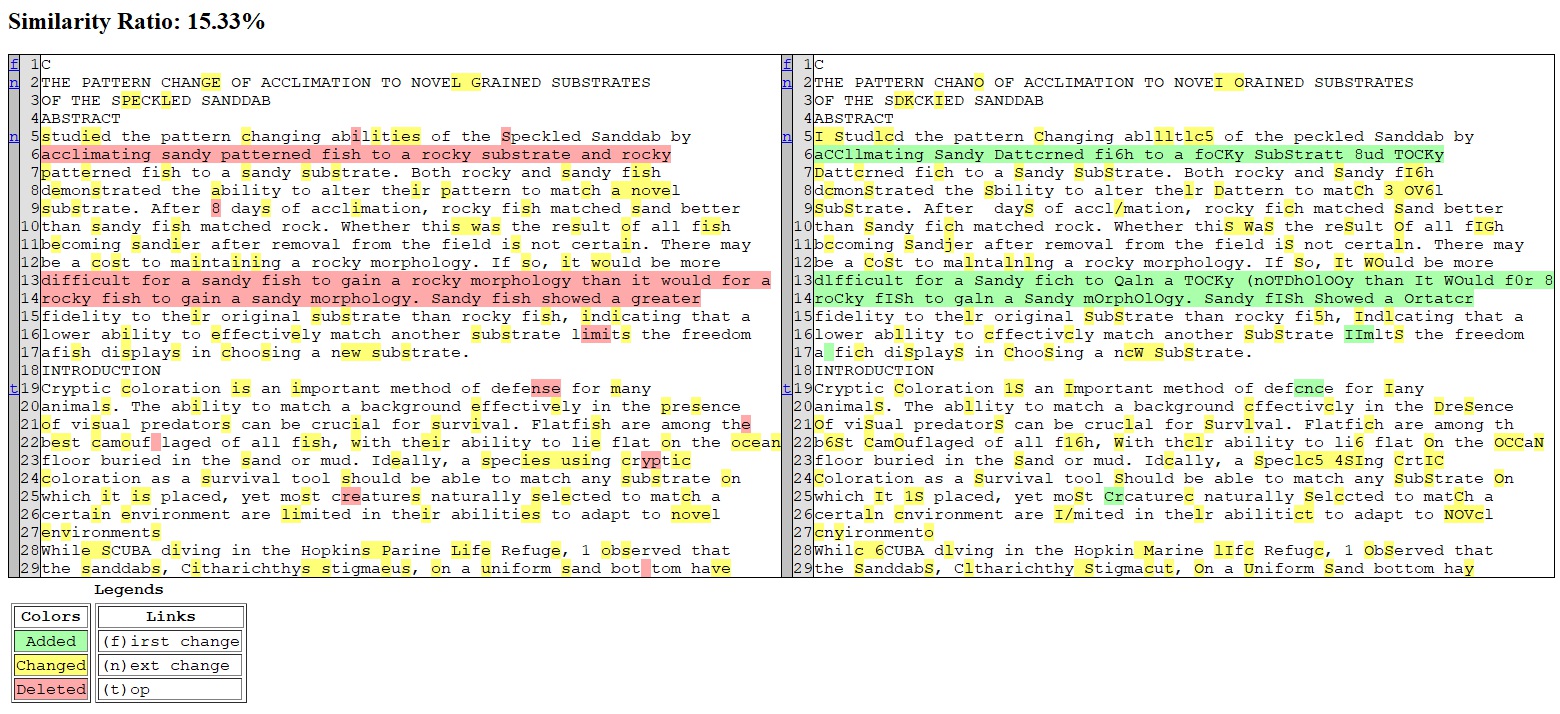 Similarity Ratio: 15.33%
f 1 C
n 2 THE PATTERN CHANGE OF ACCLIMATION TO NOVEL GRAINED SUBSTRATES
3 OF THE SPECKLED SANDDAB
4 ABSTRACT
n 5 studied the pattern changing abilities of the Speckled Sanddab by
6 acclimating sandy patterned fish to a rocky substrate and rocky
7 patterned fish to a sandy substrate. Both rocky and sandy fish
8 demonstrated the ability to alter their pattern to match a novel
9 substrate. After 8 days of acclimation, rocky fish matched sand better
10 than sandy fish matched rock. Whether this was the result of all fish
11 becoming sandier after removal from the field is not certain. There may
12 be a cost to maintaining a rocky morphology. If so, it would be more
13 difficult for a sandy fish to gain a rocky morphology than it would for a
14 rocky fish to gain a sandy morphology. Sandy fish showed a greater
15 fidelity to their original substrate than rocky fish, indicating that a
16 lower ability to effectively match another substrate limits the freedom
17 afish displays in chooSing a new substrate.
18 INTRODUCTION
t 19 Cryptic coloration is an important method of defense for many
20 animals. The ability to match a background effectively in the presence
21 of visual predators can be crucial for survival. Flatfish are among the
22 best camouf laged of all fish, with their ability to lie flat on the ocean
23 floor buried in the sand or mud. Ideally, a species using cryptic
24 coloration as a survival tool should be able to match any substrate on
25 which it is placed, yet most creatures naturally selected to match a
26 certain environment are limited in their abilities to adapt to novel
27 environments
28 While SCUBA diving in the Hopkins Parine Life Refuge, 1 observed that
29 the sanddabs, Citharichthys stigmaeus, on a uniform sand bot tom have
f 1 C
n 2 THE PATTERN CHANO OF ACCLIMATION TO NOVEI ORAINED SUBSTRATES
3 OF THE SDKCKIED SANDDAB
4 ABSTRACT
n 5 I Studlcd the pattern Changing abllltlc5 of the peckled Sanddab by
6 aCCllmating Sandy Dattcrned fi6h to a foCKy SubStratt 8ud TOCKy
7 Dattcrned fich to a Sandy SubStrate. Both rocky and Sandy fI6h
8 dcmonStrated the Sbility to alter thelr Dattern to matCh 3 OV6l
9 SubStrate. After  dayS of accl/mation, rocky fich matched Sand better
10 than Sandy fich matched rock. Whether thiS WaS the reSult Of all fIGh
11 bccoming Sandjer after removal from the field iS not certaln. There may
12 be a CoSt to malntalnlng a rocky morphology. If So, It WOuld be more
13 dlfficult for a Sandy fich to Qaln a TOCKy (nOTDhOlOOy than It WOuld f0r 8
14 roCky fISh to galn a Sandy mOrphOlOgy. Sandy fISh Showed a Ortatcr
15 fidelity to thelr original SubStrate than rocky fi5h, Indlcating that a
16 lower abllity to cffectivcly match another SubStrate IImltS the freedom
17 a fich diSplayS in ChooSing a ncW SubStrate.
18 INTRODUCTION
t 19 Cryptic Coloration 1S an Important method of defcnce for Iany
20 animalS. The abllity to match a background cffectivcly in the DreSence
21 Of viSual predatorS can be cruclal for Survlval. Flatfich are among th
22 b6St CamOuflaged of all f16h, With thclr ability to li6 flat On the OCCaN
23 floor buried in the Sand or mud. Idcally, a Speclc5 4SIng CrtIC
24 Coloration as a Survival tool Should be able to match any SubStrate On
25 which It 1S placed, yet moSt Crcaturec naturally Selccted to matCh a
26 certaln cnvironment are I/mited in thelr abilitict to adapt to NOVcl
27 cnyironmento
28 Whilc 6CUBA dlving in the Hopkin Marine lIfc Refugc, 1 ObServed that
29 the SanddabS, Cltharichthy Stigmacut, On a Uniform Sand bottom hay
Legends
Colors
Added
Changed
Deleted
Links
(f)irst change
(n)ext change
(t)op